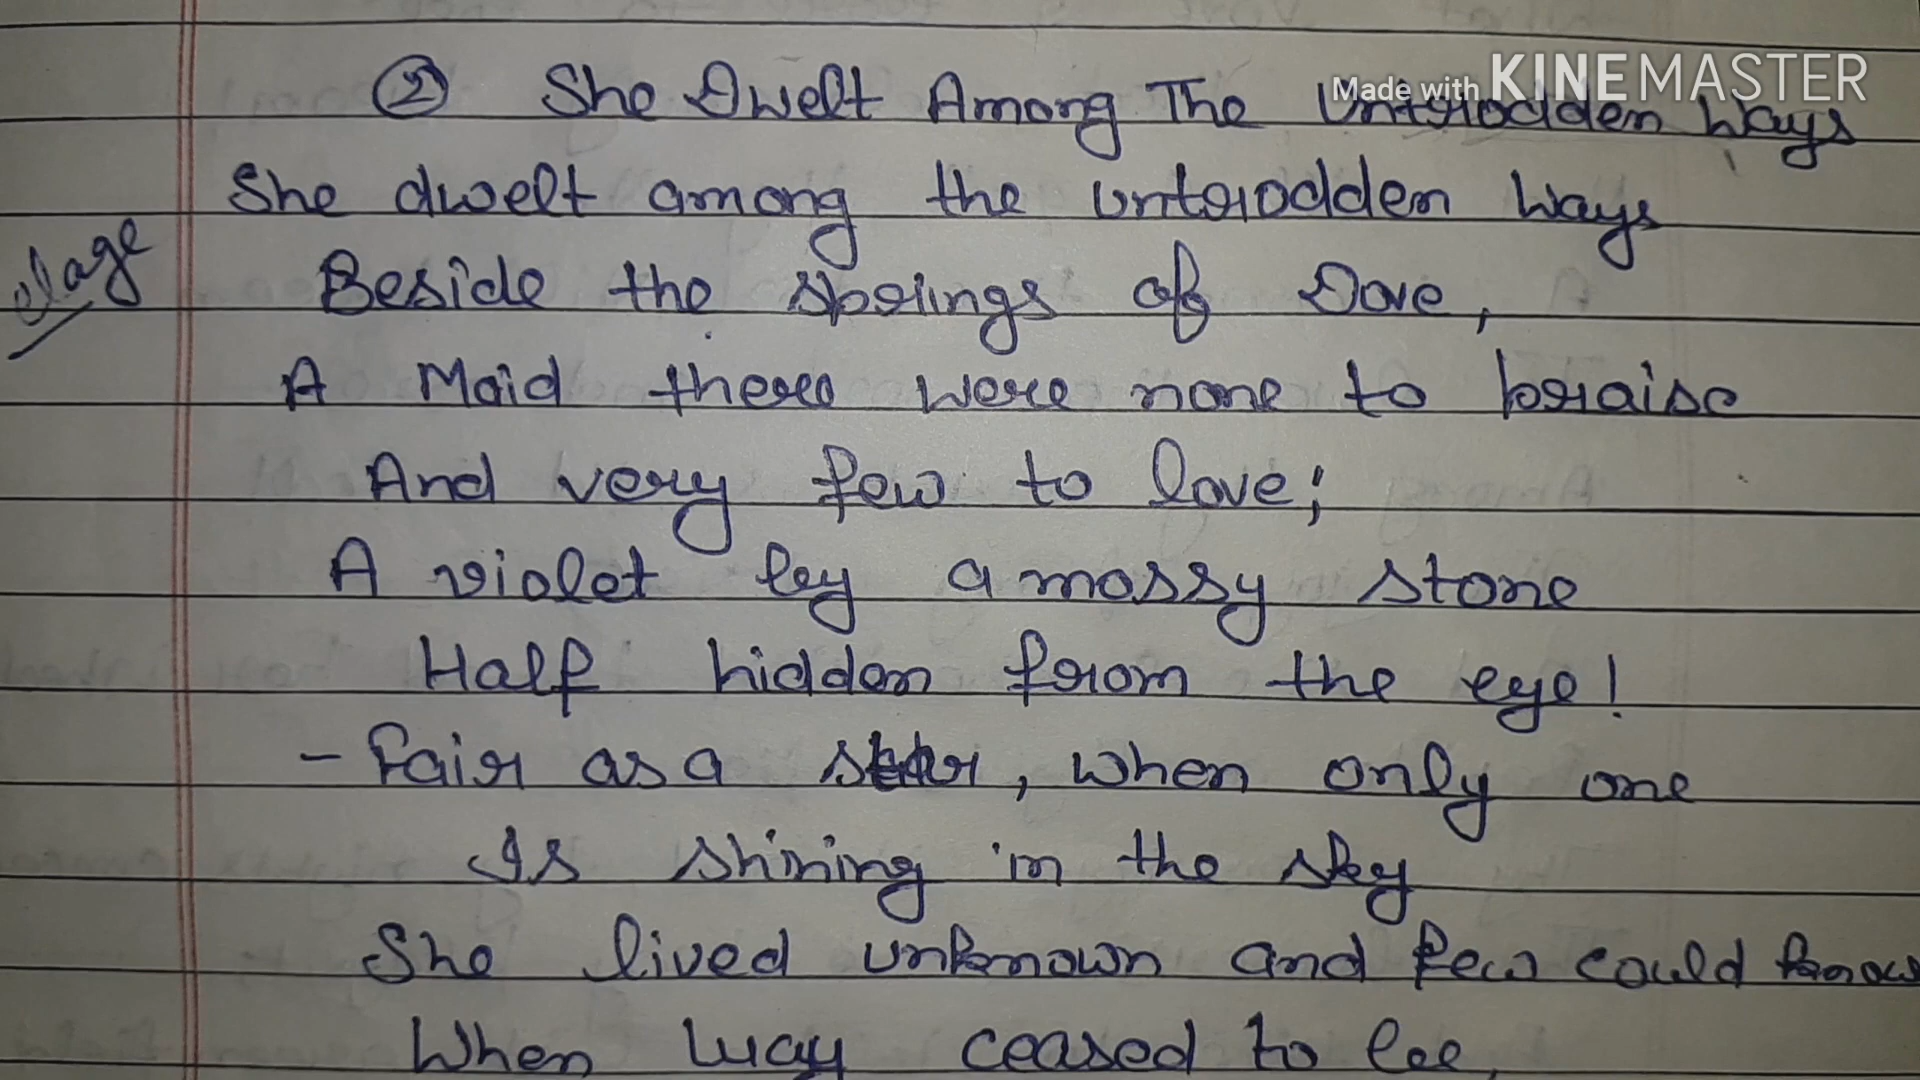 Made with KINEMASTER
② She Dwelt Among The Untrodden Ways
She dwelt among the untrodden ways
Beside the springs of Dove,
A Maid there were none to praise
And very few to love;
A violet by a mossy stone
Half hidden from the eye!
- Fair as a star, when only one
Is shining in the sky
She lived unknown and few could know
When Lucy ceased to be,